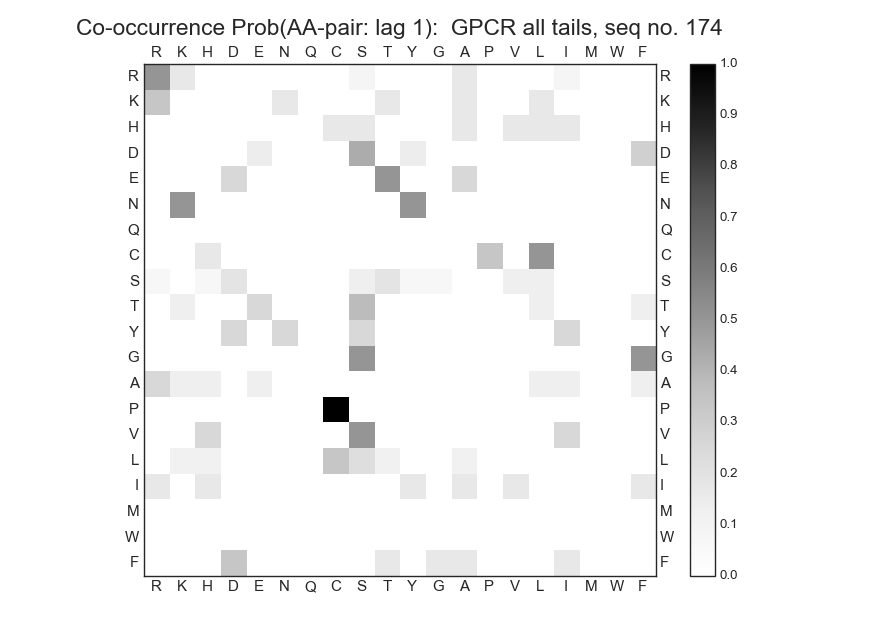 Co-occurrence Prob(AA-pair: lag 1):  GPCR all tails, seq no. 174
R K H D E N Q C S T Y G A P V L I M W F
1.0
R R
0.9
K K
H H
0.8
D D
E E
0.7
N N
0.6
Q Q
C C
0.5
S S
T T
Y Y
0.4
G G
A A
0.3
P P
V V
0.2
L L
I I
0.1
M M
W W
F F
0.0
R K H D E N Q C S T Y G A P V L I M W F